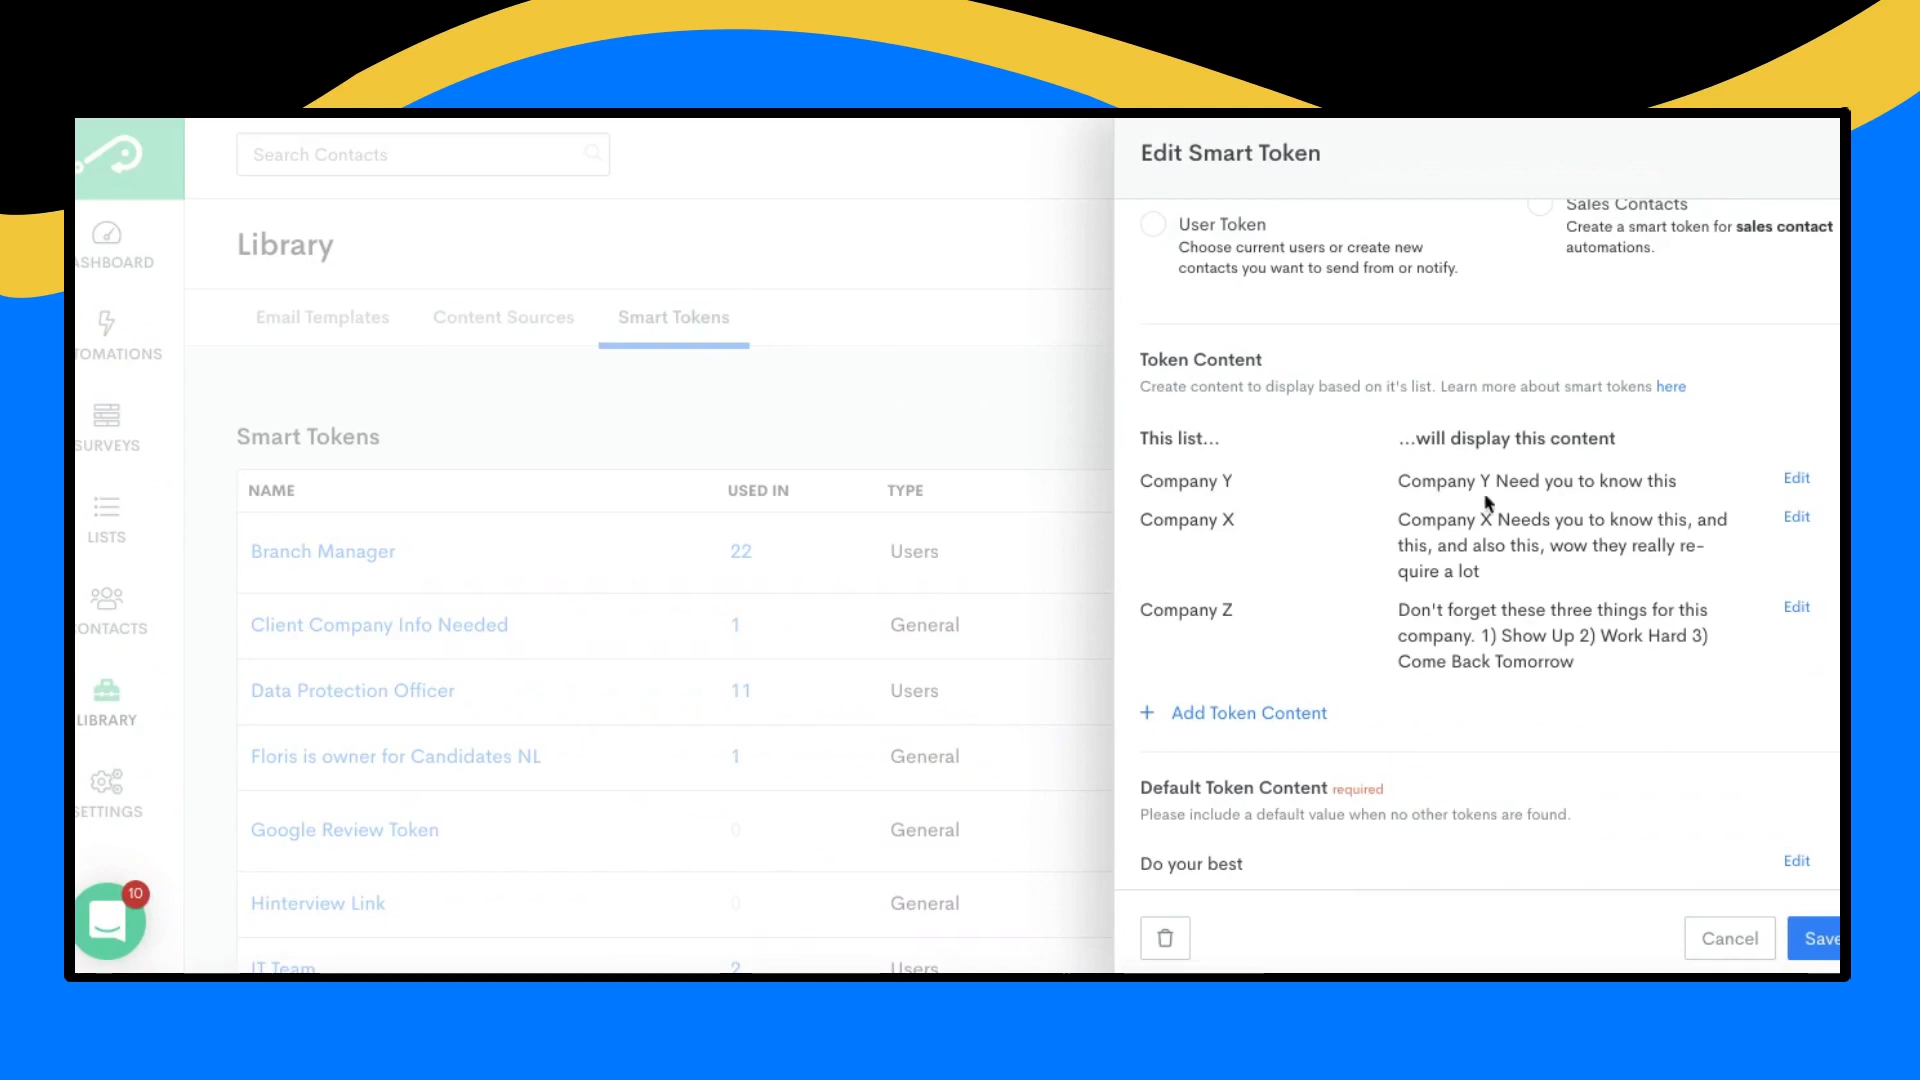 Search Contacts
Edit Smart Token
Sales Contacts
User Token
Create a smart token for sales contact
Choose current users or create new
automations.
contacts you want to send from or notify.
Library
ASHBOARD
Email Templates
Content Sources
Smart Tokens
TOMATIONS
Token Content
Create content to display based on it's list. Learn more about smart tokens here
Smart Tokens
This list...
...will display this content
SURVEYS
NAME
USED IN
TYPE
Company Y
Company Y Need you to know this
Edit
Company X
Company X Needs you to know this, and
Edit
this, and also this, wow they really re-
quire a lot
LISTS
Branch Manager
22
Users
Client Company Info Needed
1
General
Company Z
Don't forget these three things for this
Edit
company. 1) Show Up 2) Work Hard 3)
Come Back Tomorrow
ONTACTS
Data Protection Officer
11
Users
LIBRARY
+ Add Token Content
Floris is owner for Candidates NL
1
General
Default Token Content required
Please include a default value when no other tokens are found.
SETTINGS
Google Review Token
0
General
Do your best
Edit
10
Hinterview Link
0
General
Cancel
Save
IT Team
2
Users